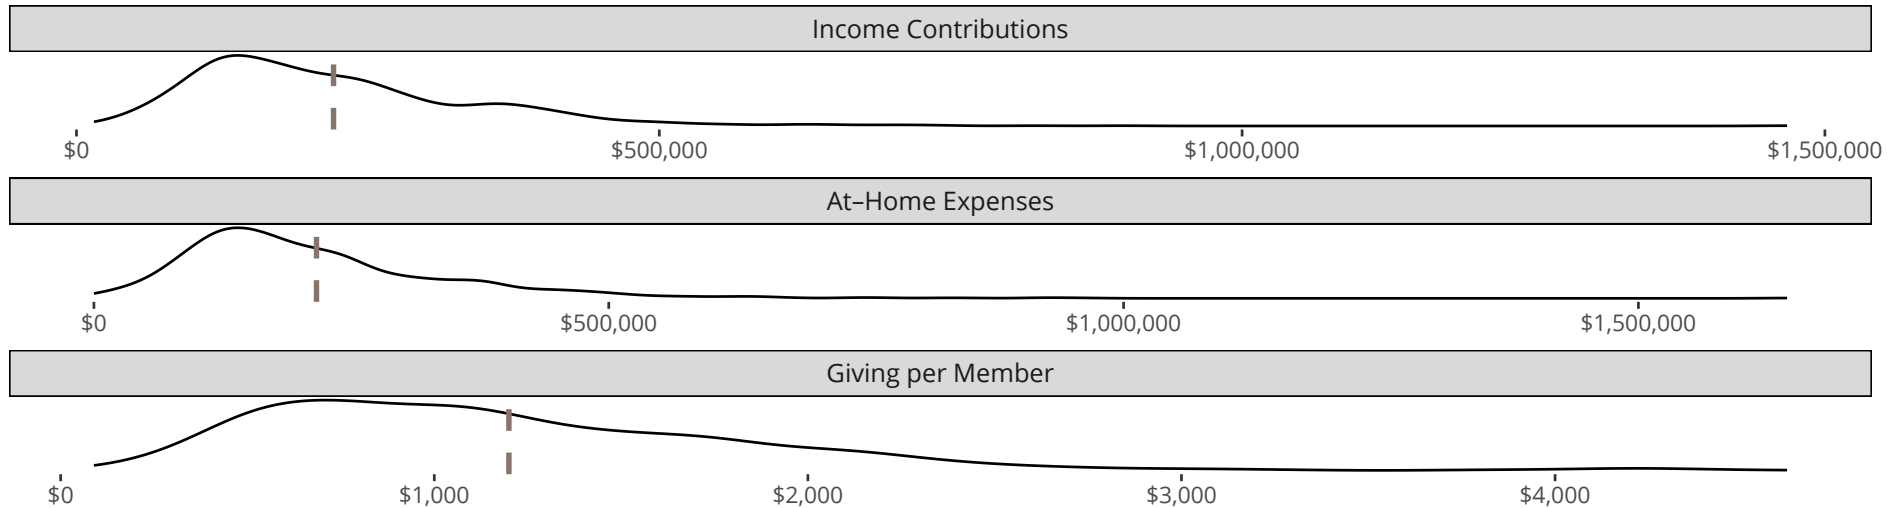 Income Contributions
$0 $500,000 $1,000,000 $1,500,000
At–Home Expenses
$0 $500,000 $1,000,000 $1,500,000
Giving per Member
$0 $1,000 $2,000 $3,000 $4,000